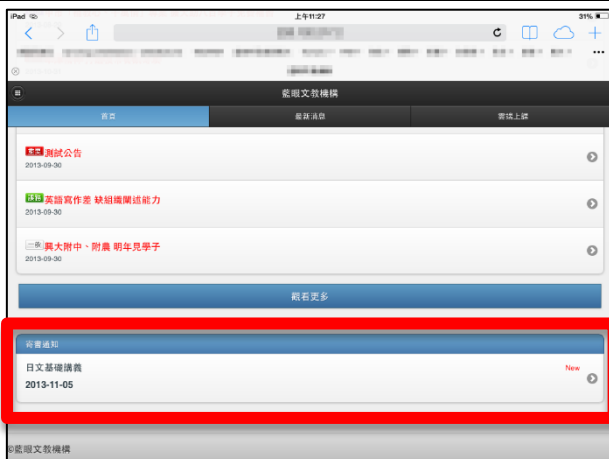 iPad
上午11:27
31%
藍眼文教機構
首頁
最新消息
雲端上課
測試公告
2013-09-30
英語寫作差 缺組織闡述能力
2013-09-30
興大附中、附農 明年見學子
2013-09-30
觀看更多
寄書通知
日文基礎講義
New
2013-11-05
©藍眼文教機構